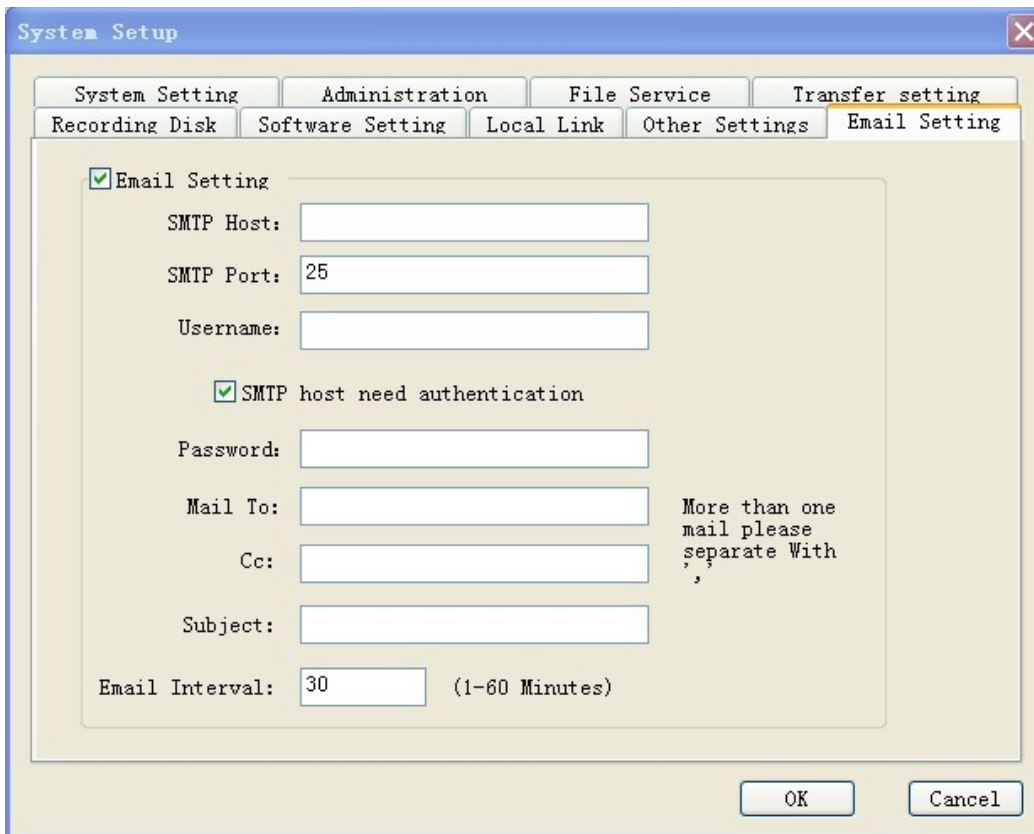 System Setup
System Setting Administration File Service Transfer setting
Recording Disk Software Setting Local Link Other Settings Email Setting
Email Setting
SMTP Host:
SMTP Port: 25
Username:
SMTP host need authentication
Password:
Mail To:
More than one
mail please
separate With
','
Cc:
Subject:
Email Interval: 30 (1-60 Minutes)
OK Cancel